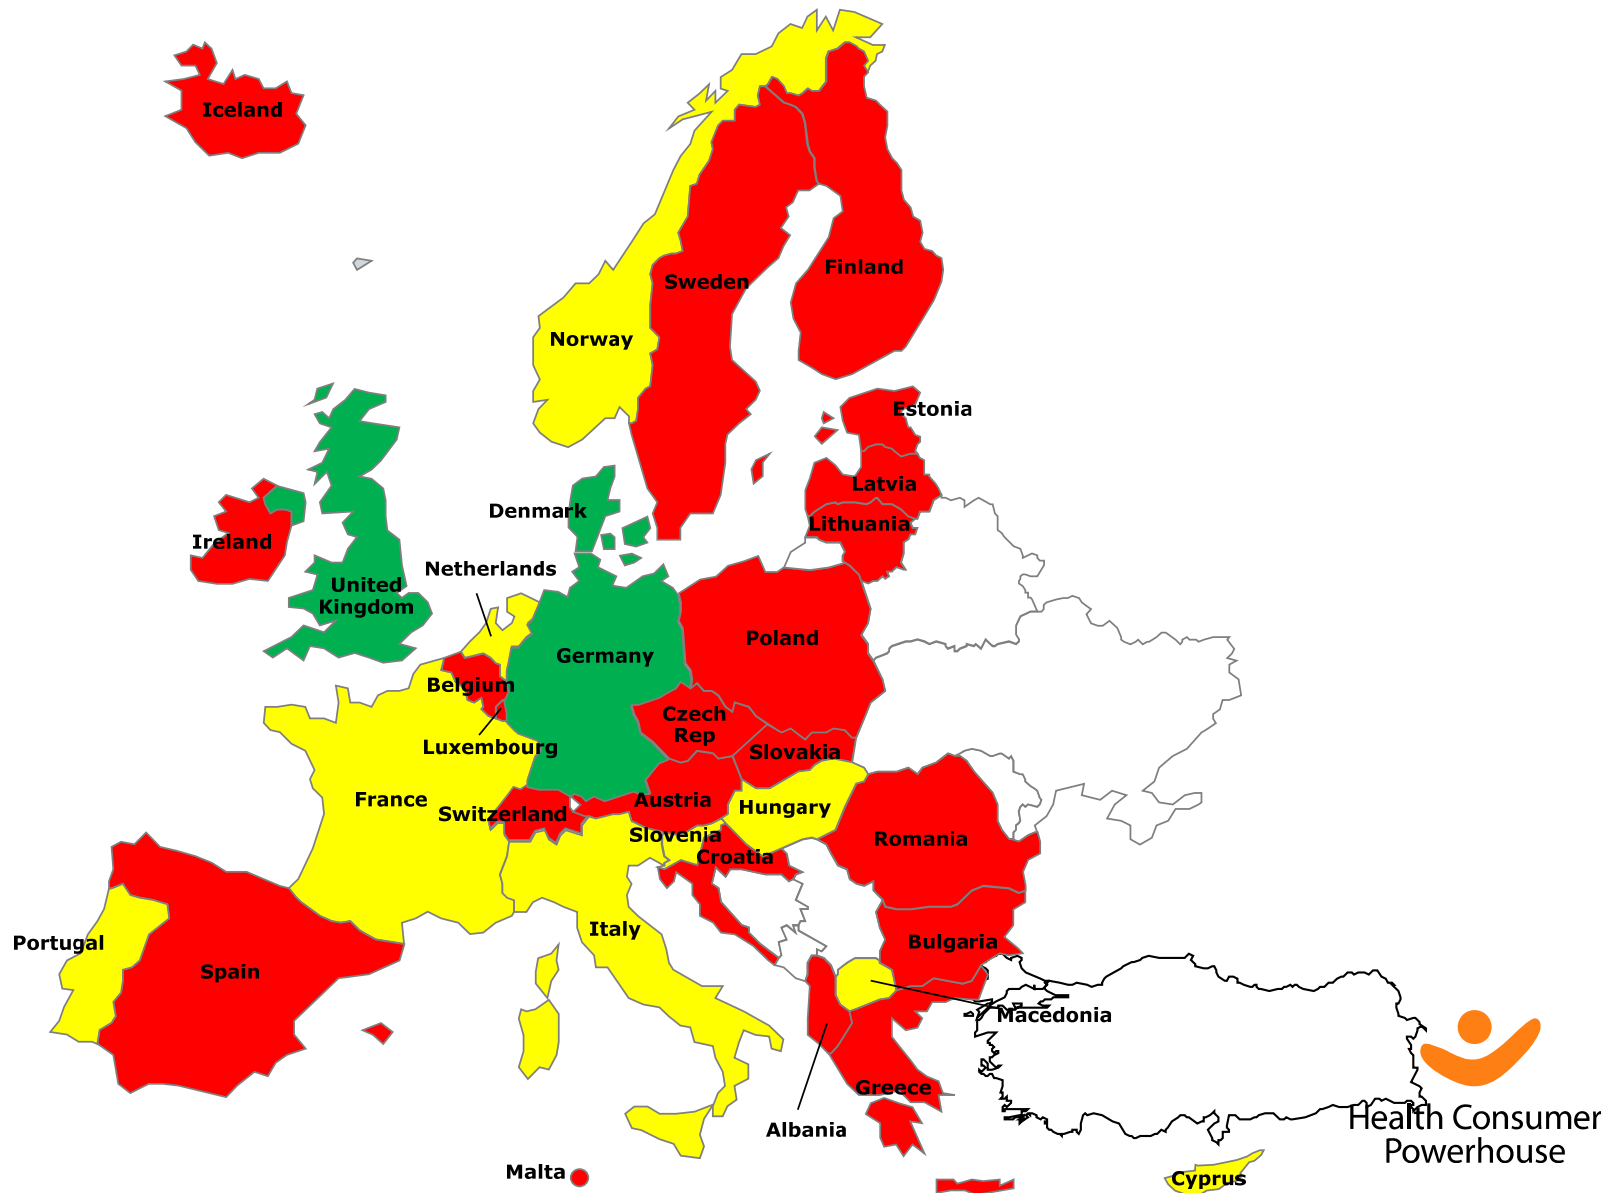 Iceland
Finland
Sweden
Norway
Estonia
Latvia
Denmark
Lithuania
Ireland
Netherlands
United
Kingdom
Poland
Germany
Belgium
Czech
Rep
Luxembourg
Slovakia
France
Austria
Hungary
Switzerland
Slovenia
Romania
Croatia
Italy
Portugal
Bulgaria
Spain
Macedonia
Greece
Albania
Malta
Cyprus
Health Consumer
Powerhouse